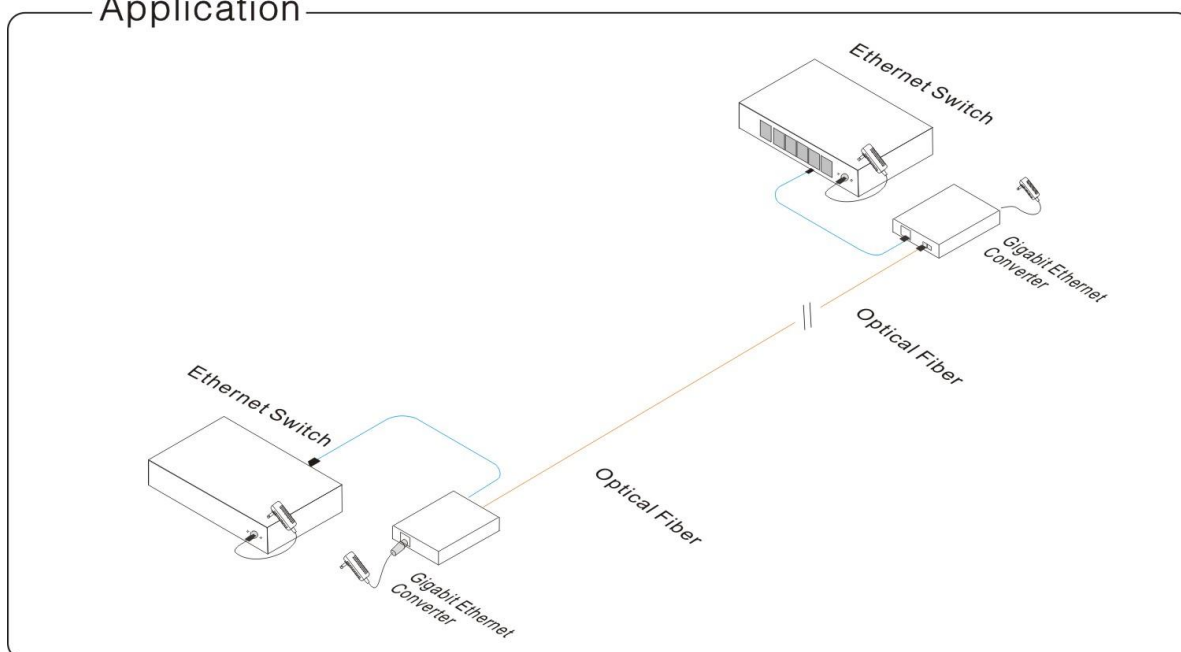 Application
Ethernet Switch
Gigabit Ethernet
Converter
Optical Fiber
Ethernet Switch
Optical Fiber
Gigabit Ethernet
Converter